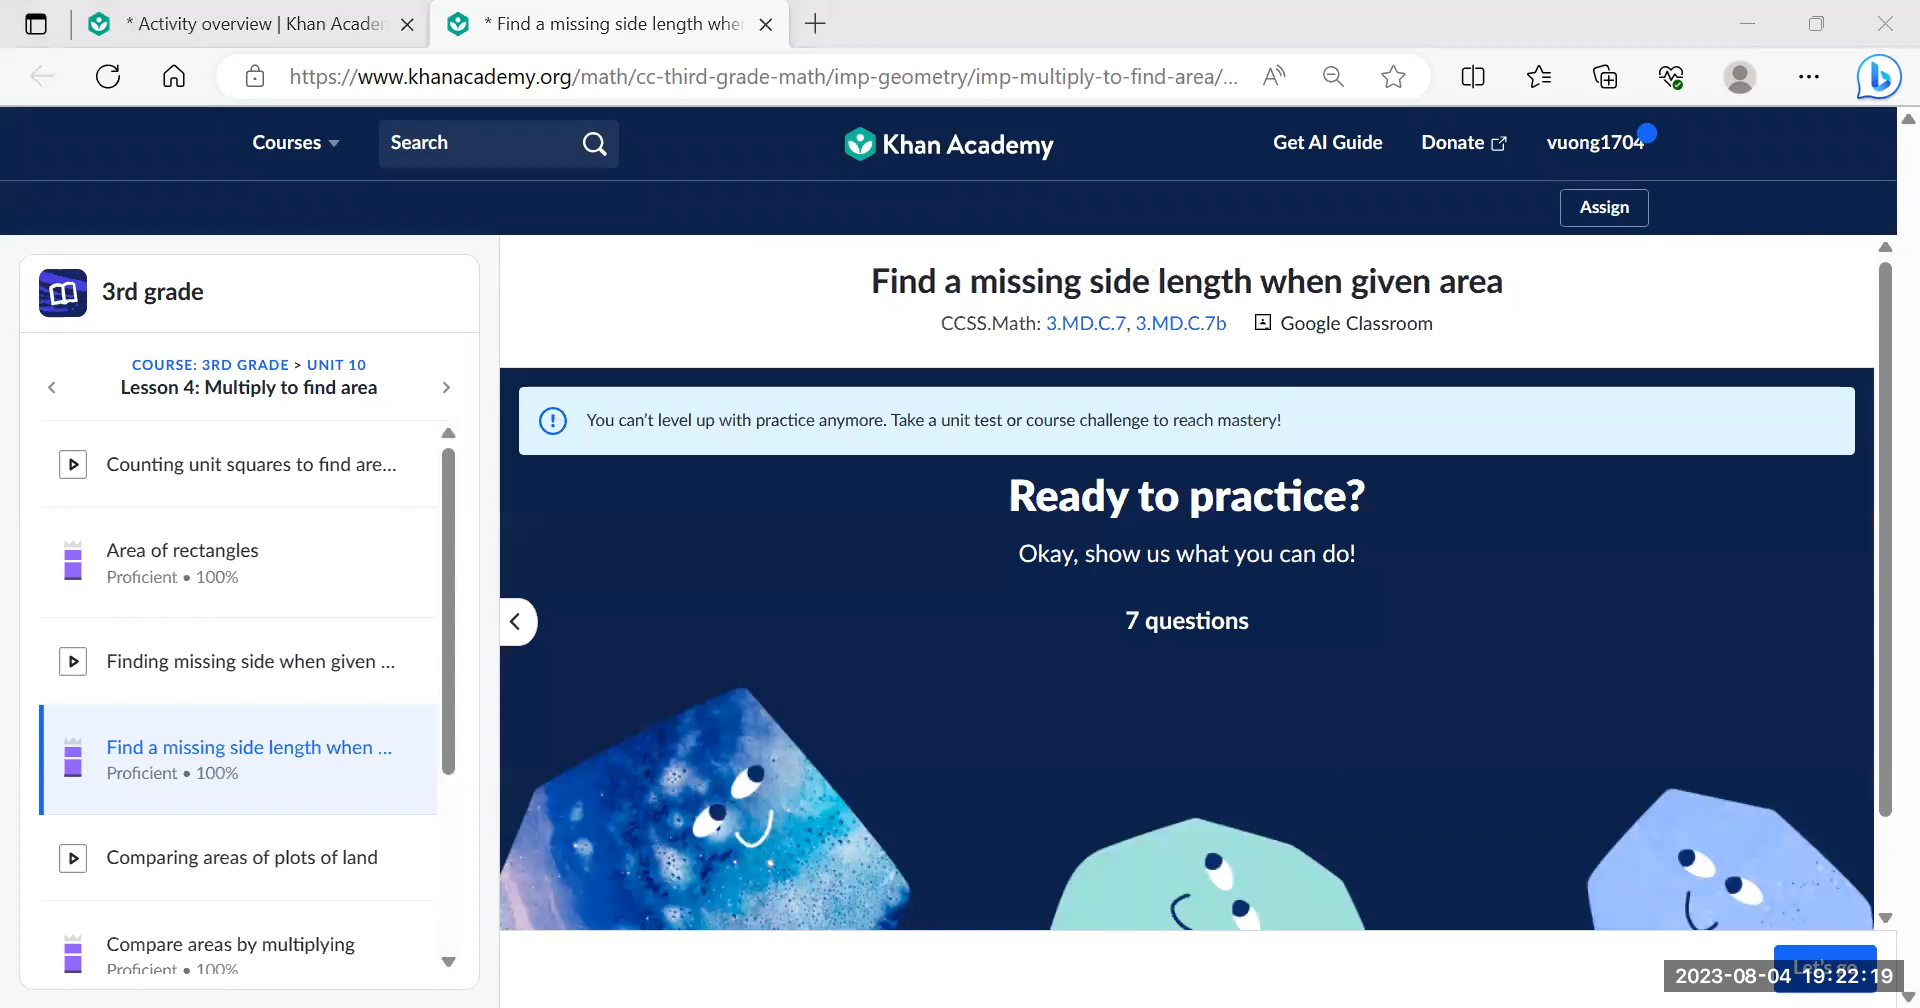 * Activity overview | Khan Acade
* Find a missing side length whe
https://www.khanacademy.org/math/cc-third-grade-math/imp-geometry/imp-multiply-to-find-area/...
Courses
Search
Khan Academy
Get AI Guide
Donate
vuong1704
Assign
3rd grade
COURSE: 3RD GRADE > UNIT 10
Lesson 4: Multiply to find area
Counting unit squares to find are...
Area of rectangles
Proficient • 100%
Finding missing side when given ...
Find a missing side length when ...
Proficient • 100%
Comparing areas of plots of land
Compare areas by multiplying
Proficient • 100%
Find a missing side length when given area
CCSS.Math: 3.MD.C.7, 3.MD.C.7b Google Classroom
You can't level up with practice anymore. Take a unit test or course challenge to reach mastery!
Ready to practice?
Okay, show us what you can do!
7 questions
2023-08-04 19:22:19